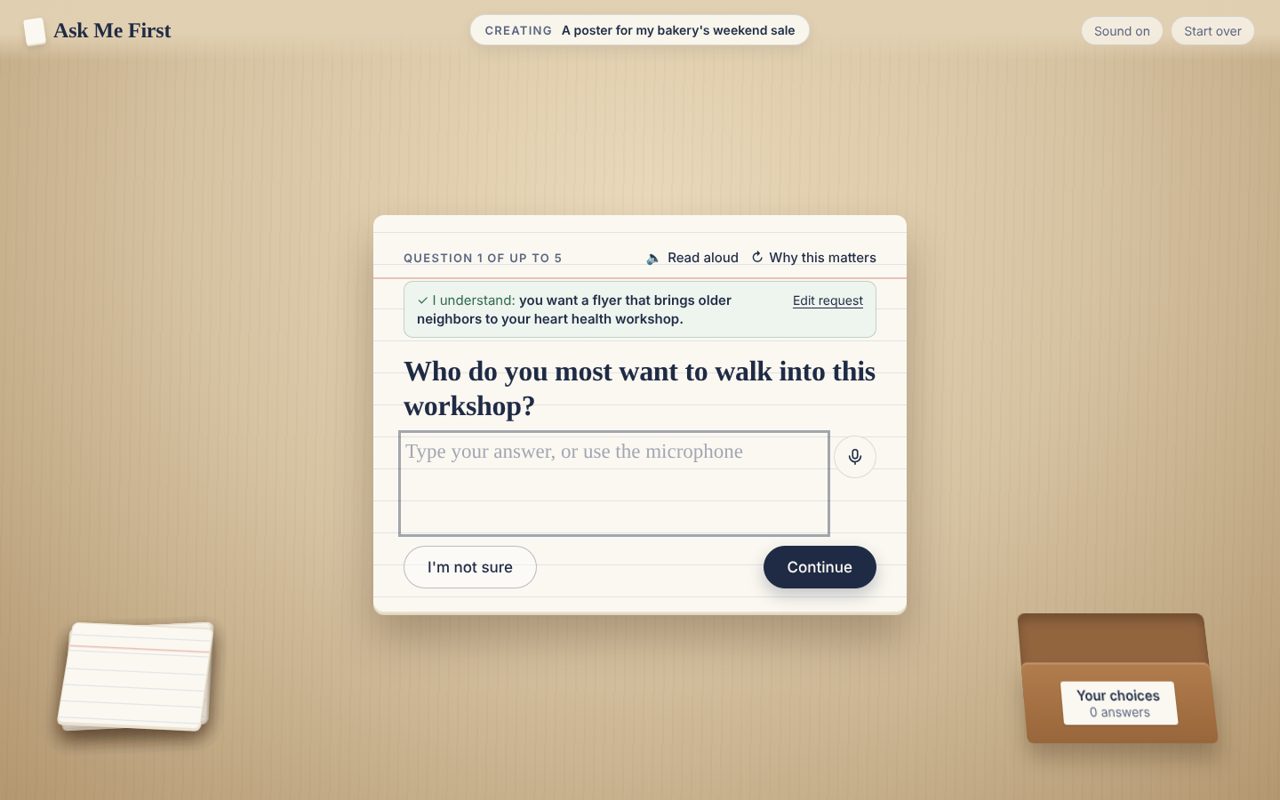 Ask Me First
CREATING A poster for my bakery's weekend sale
Sound on
Start over
QUESTION 1 OF UP TO 5
Read aloud
Why this matters
✓ I understand: you want a flyer that brings older
neighbors to your heart health workshop.
Edit request
Who do you most want to walk into this
workshop?
Type your answer, or use the microphone
I'm not sure
Continue
Your choices
0 answers